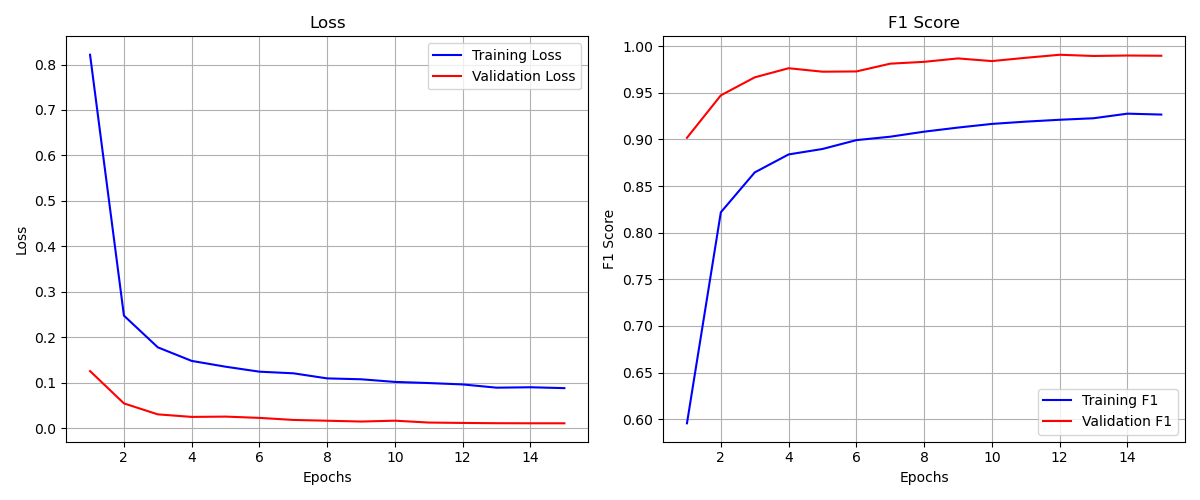 Loss
Training Loss
Validation Loss
0.8
0.7
0.6
0.5
0.4
0.3
0.2
0.1
0.0
Loss
2 4 6 8 10 12 14
Epochs
F1 Score
1.00
0.95
0.90
0.85
0.80
0.75
0.70
0.65
0.60
F1 Score
Training F1
Validation F1
2 4 6 8 10 12 14
Epochs